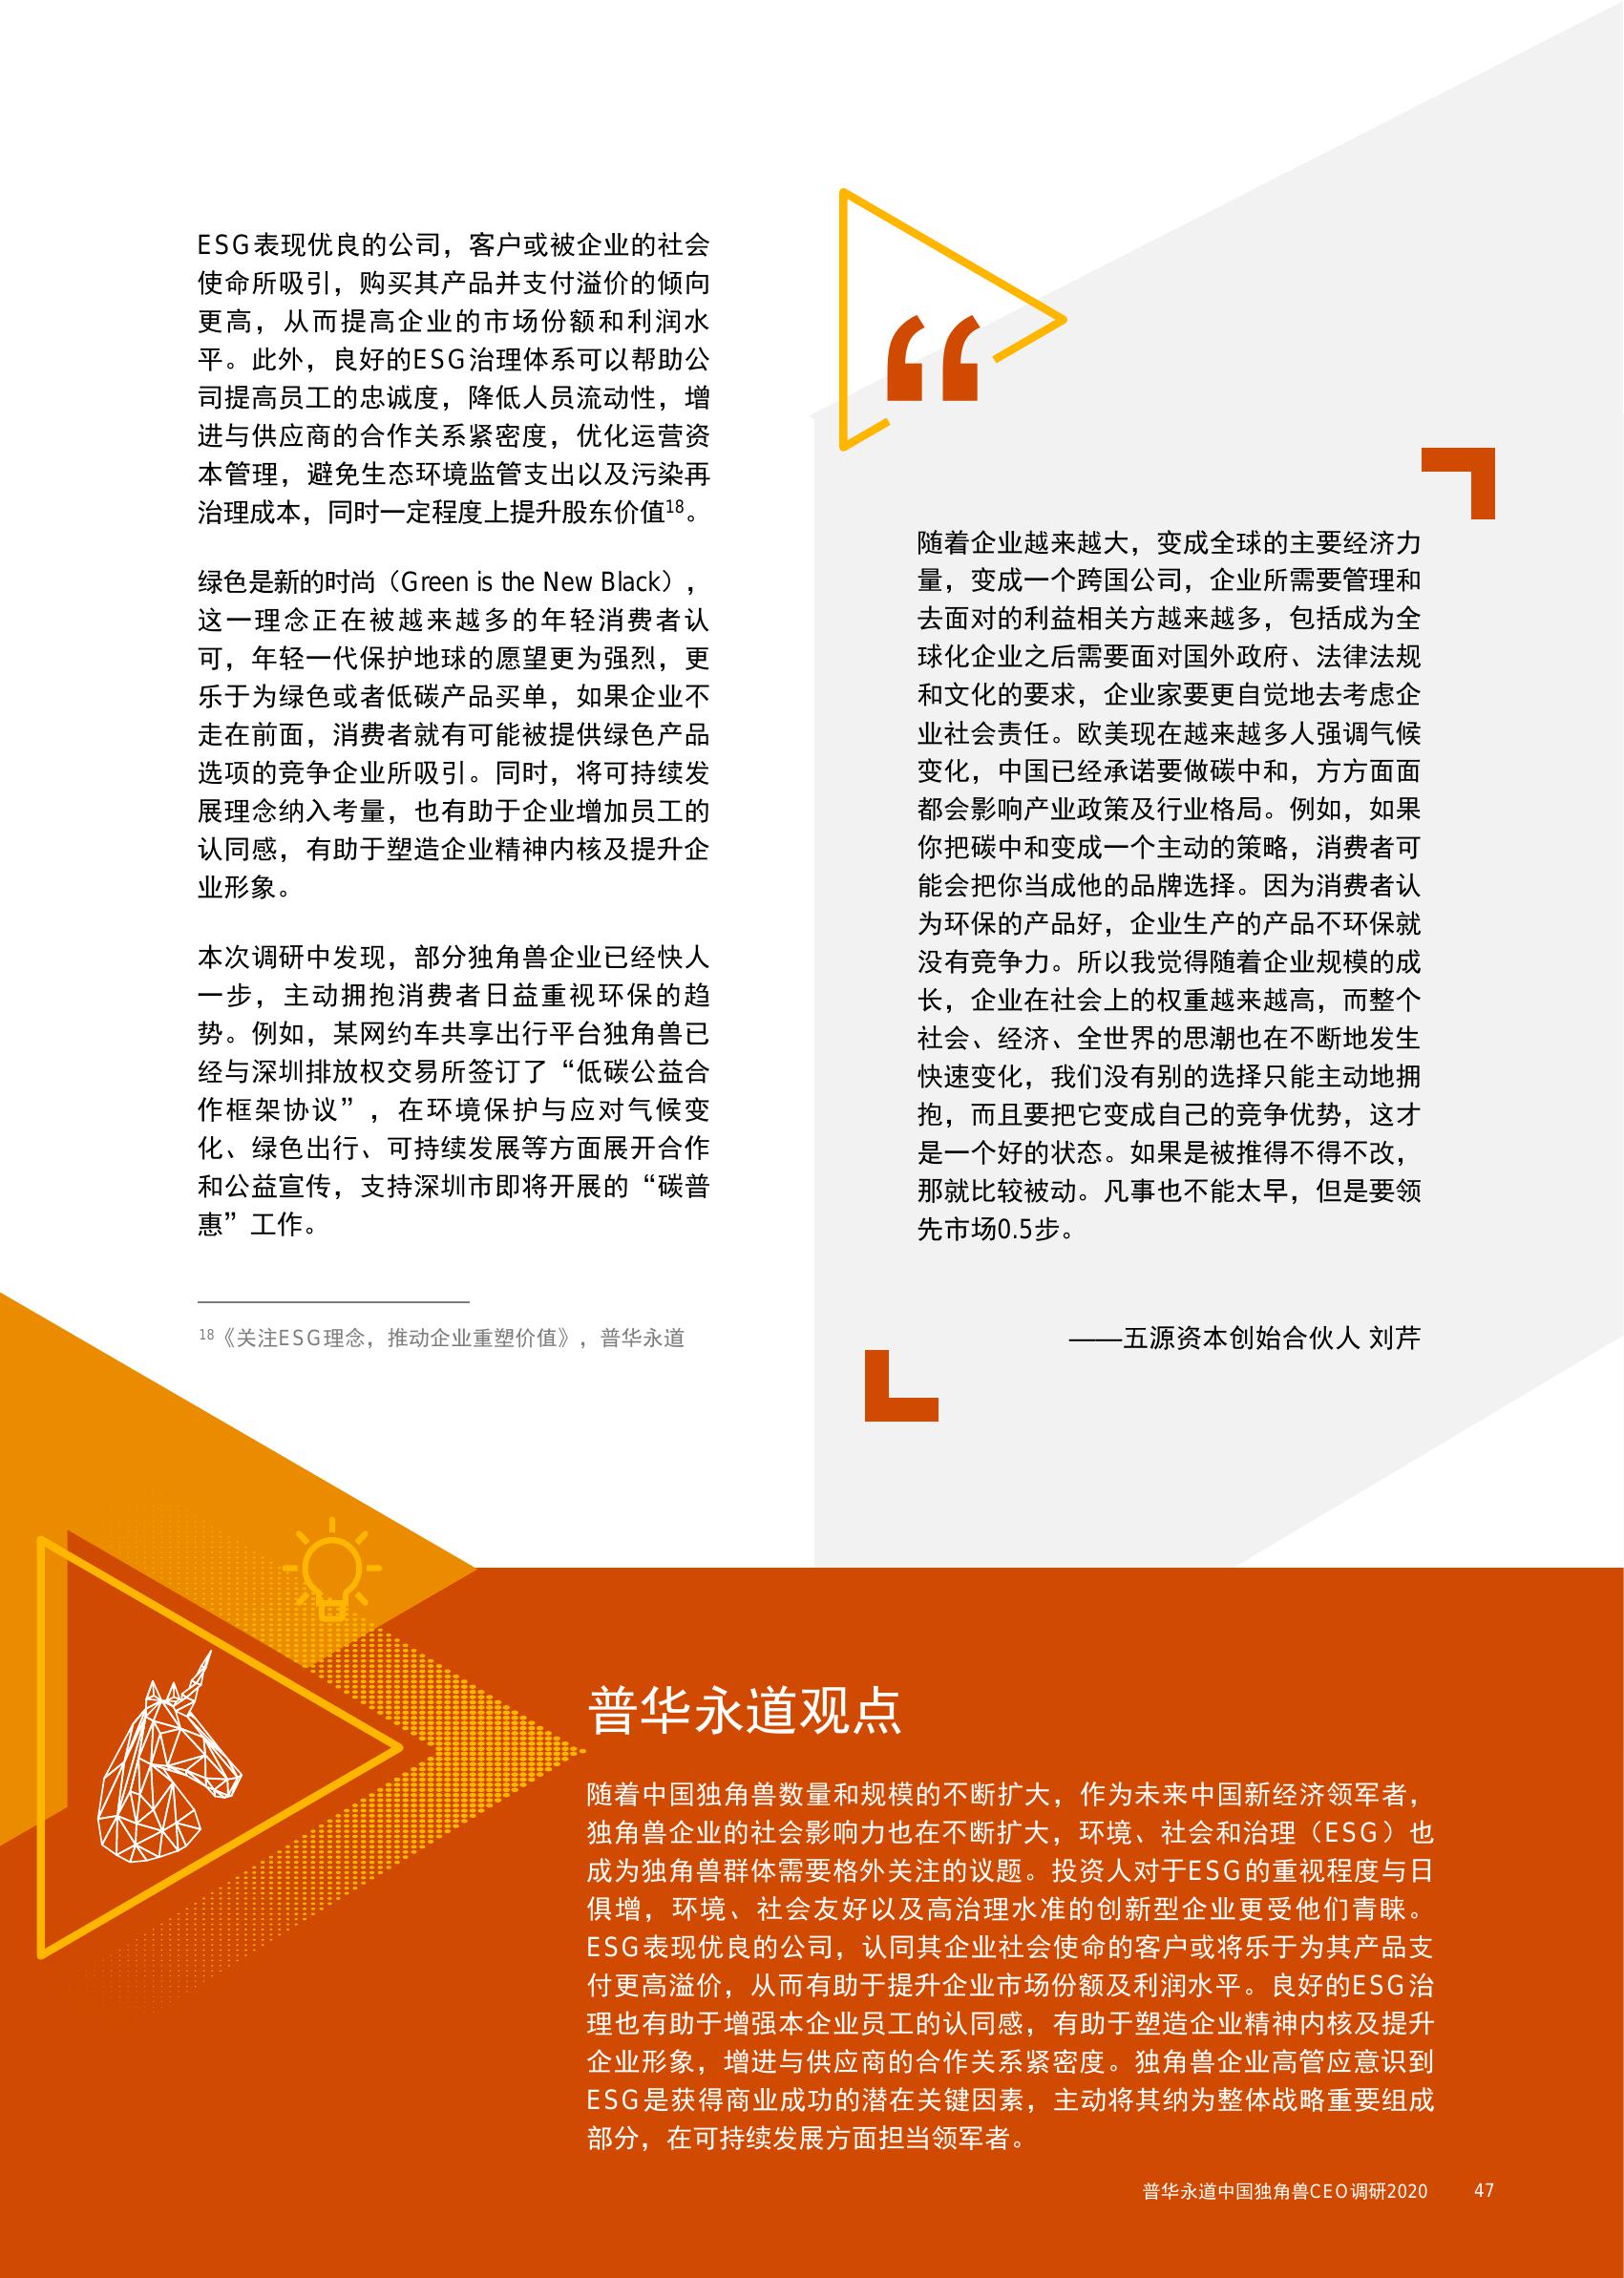 ESG表现优良的公司，客户或被企业的社会
使命所吸引，购买其产品并支付溢价的倾向
更高，从而提高企业的市场份额和利润水
平。此外，良好的ESG治理体系可以帮助公
司提高员工的忠诚度，降低人员流动性，增
进与供应商的合作关系紧密度，优化运营资
本管理，避免生态环境监管支出以及污染再
治理成本，同时一定程度上提升股东价值18。
绿色是新的时尚（Green is the New Black），
这一理念正在被越来越多的年轻消费者认
可，年轻一代保护地球的愿望更为强烈，更
乐于为绿色或者低碳产品买单，如果企业不
走在前面，消费者就有可能被提供绿色产品
选项的竞争企业所吸引。同时，将可持续发
展理念纳入考量，也有助于企业增加员工的
认同感，有助于塑造企业精神内核及提升企
业形象。
本次调研中发现，部分独角兽企业已经快人
一步，主动拥抱消费者日益重视环保的趋
势。例如，某网约车共享出行平台独角兽已
经与深圳排放权交易所签订了“低碳公益合
作框架协议”，在环境保护与应对气候变
化、绿色出行、可持续发展等方面展开合作
和公益宣传，支持深圳市即将开展的“碳普
惠”工作。
18《关注ESG理念，推动企业重塑价值》，普华永道
“
随着企业越来越大，变成全球的主要经济力
量，变成一个跨国公司，企业所需要管理和
去面对的利益相关方越来越多，包括成为全
球化企业之后需要面对国外政府、法律法规
和文化的要求，企业家要更自觉地去考虑企
业社会责任。欧美现在越来越多人强调气候
变化，中国已经承诺要做碳中和，方方面面
都会影响产业政策及行业格局。例如，如果
你把碳中和变成一个主动的策略，消费者可
能会把你当成他的品牌选择。因为消费者认
为环保的产品好，企业生产的产品不环保就
没有竞争力。所以我觉得随着企业规模的成
长，企业在社会上的权重越来越高，而整个
社会、经济、全世界的思潮也在不断地发生
快速变化，我们没有别的选择只能主动地拥
抱，而且要把它变成自己的竞争优势，这才
是一个好的状态。如果是被推得不得不改，
那就比较被动。凡事也不能太早，但是要领
先市场0.5步。
——五源资本创始合伙人 刘芹
普华永道观点
随着中国独角兽数量和规模的不断扩大，作为未来中国新经济领军者，
独角兽企业的社会影响力也在不断扩大，环境、社会和治理（ESG）也
成为独角兽群体需要格外关注的议题。投资人对于ESG的重视程度与日
俱增，环境、社会友好以及高治理水准的创新型企业更受他们青睐。
ESG表现优良的公司，认同其企业社会使命的客户或将乐于为其产品支
付更高溢价，从而有助于提升企业市场份额及利润水平。良好的ESG治
理也有助于增强本企业员工的认同感，有助于塑造企业精神内核及提升
企业形象，增进与供应商的合作关系紧密度。独角兽企业高管应意识到
ESG是获得商业成功的潜在关键因素，主动将其纳为整体战略重要组成
部分，在可持续发展方面担当领军者。
普华永道中国独角兽CEO调研2020 47